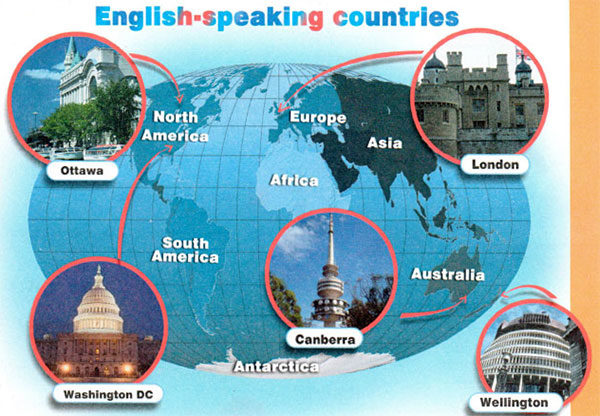 English-speaking countries
North
America
Europe
Asia
Ottawa
London
Africa
South
America
Australia
Canberra
Antarctica
Washington DC
Wellington